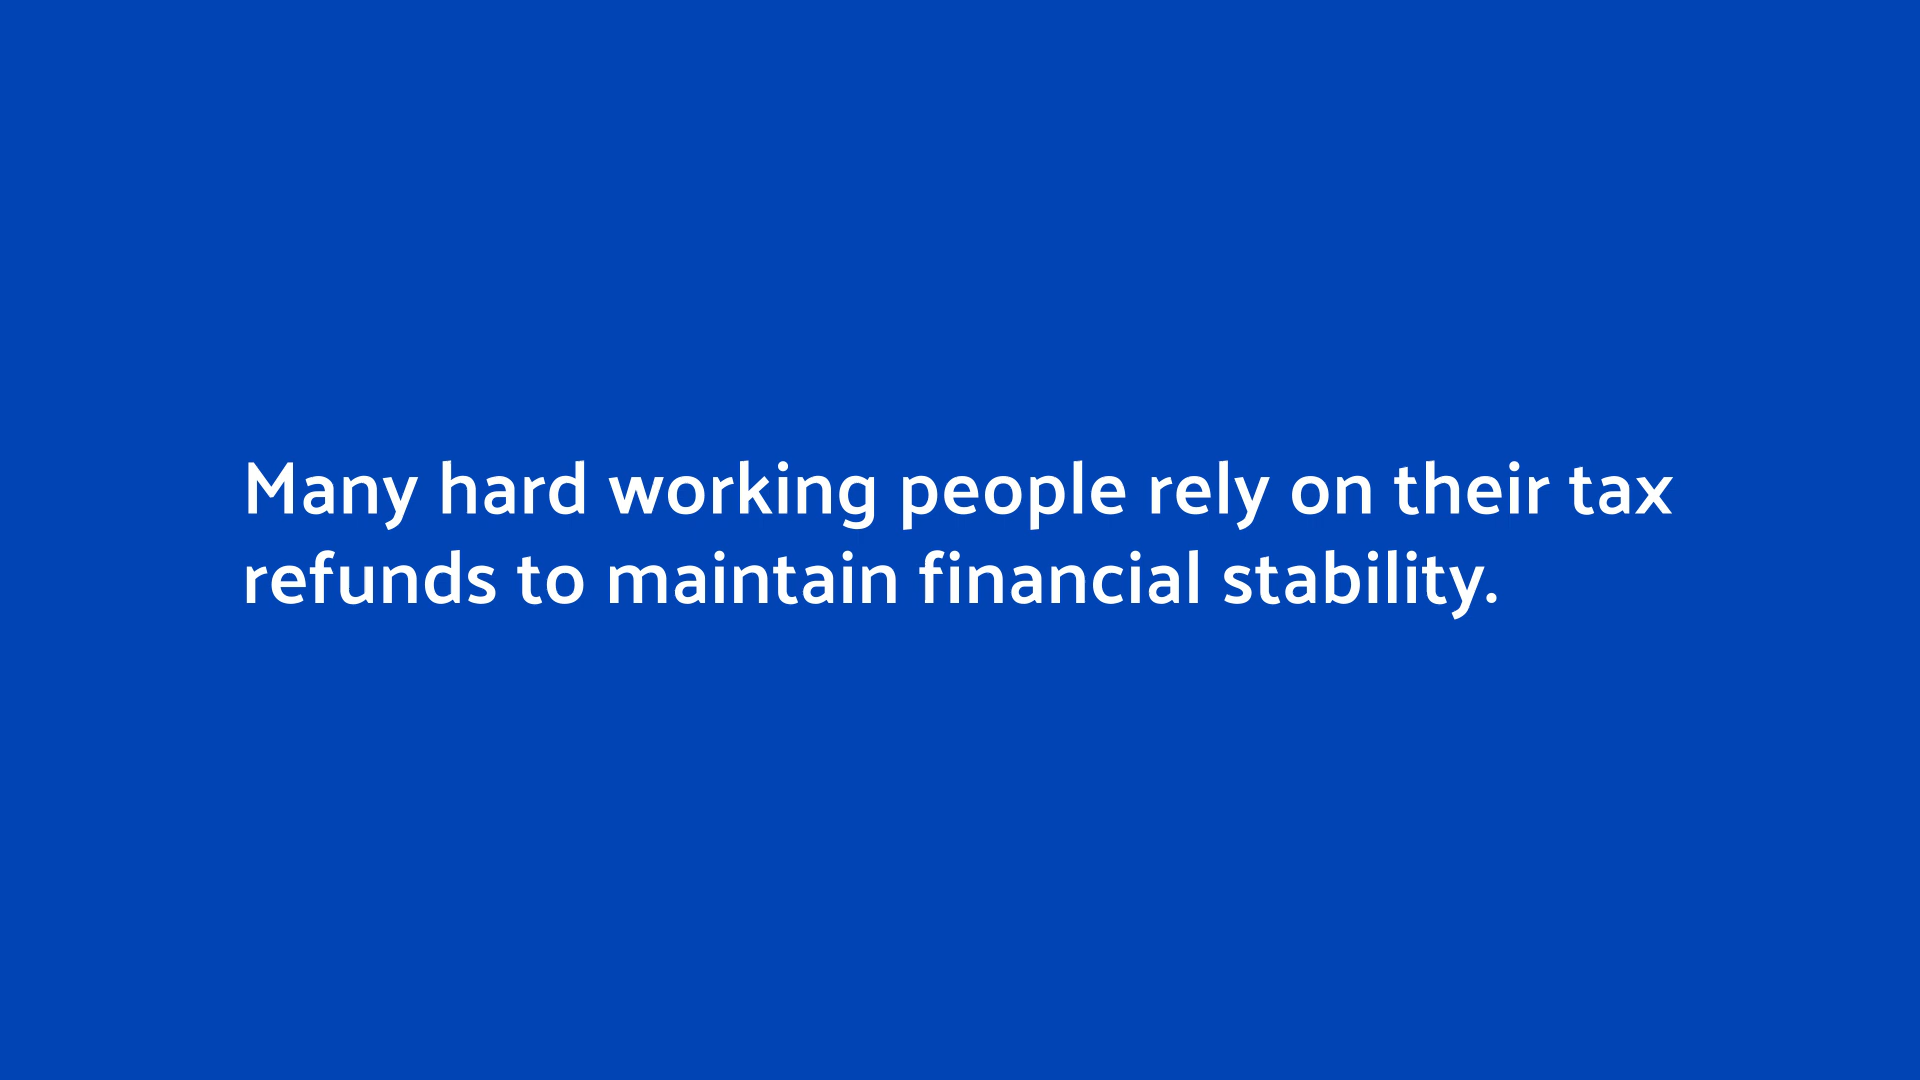 Many hard working people rely on their tax
refunds to maintain financial stability.